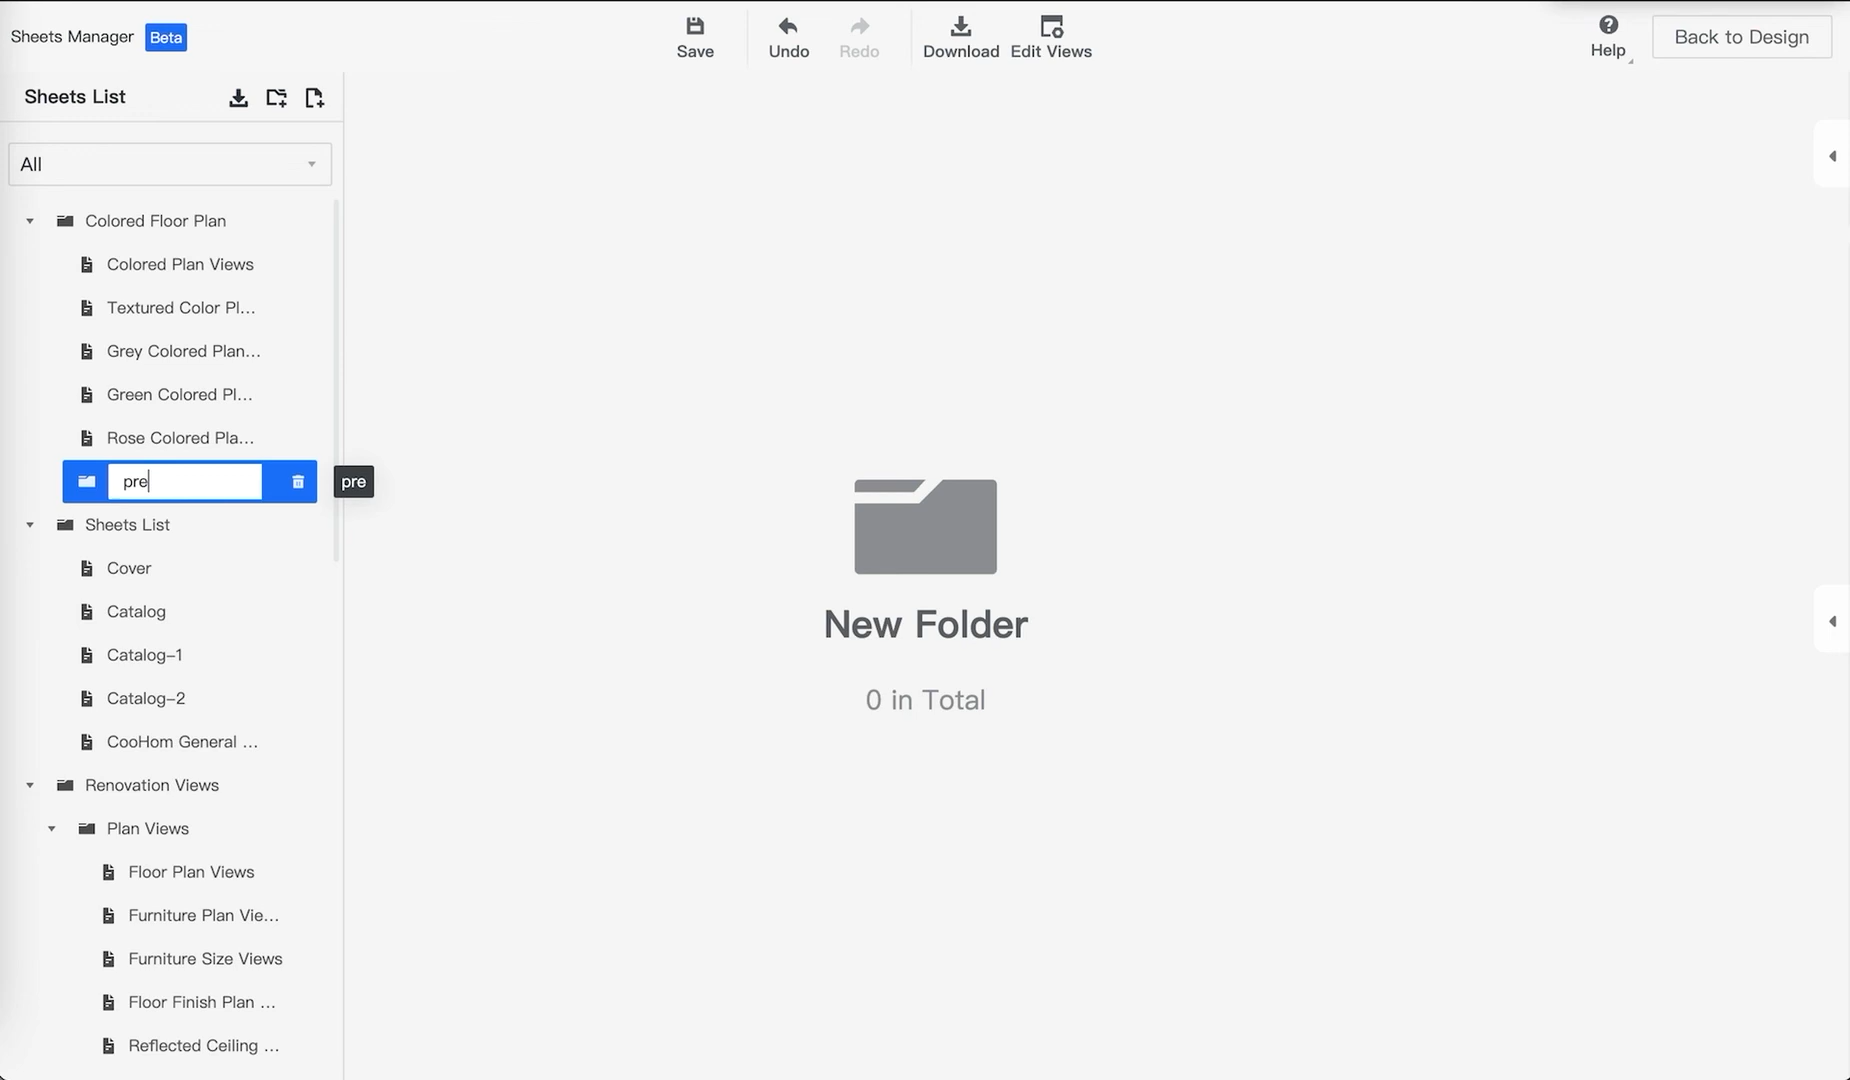 Sheets Manager Beta
Save
Undo
Redo
Download
Edit Views
Help
Back to Design
Sheets List
All
Colored Floor Plan
Colored Plan Views
Textured Color Pl...
Grey Colored Plan...
Green Colored Pl...
Rose Colored Pla...
pre
pre
Sheets List
Cover
Catalog
Catalog-1
Catalog-2
CooHom General ...
Renovation Views
Plan Views
Floor Plan Views
Furniture Plan Vie...
Furniture Size Views
Floor Finish Plan ...
Reflected Ceiling ...
New Folder
0 in Total